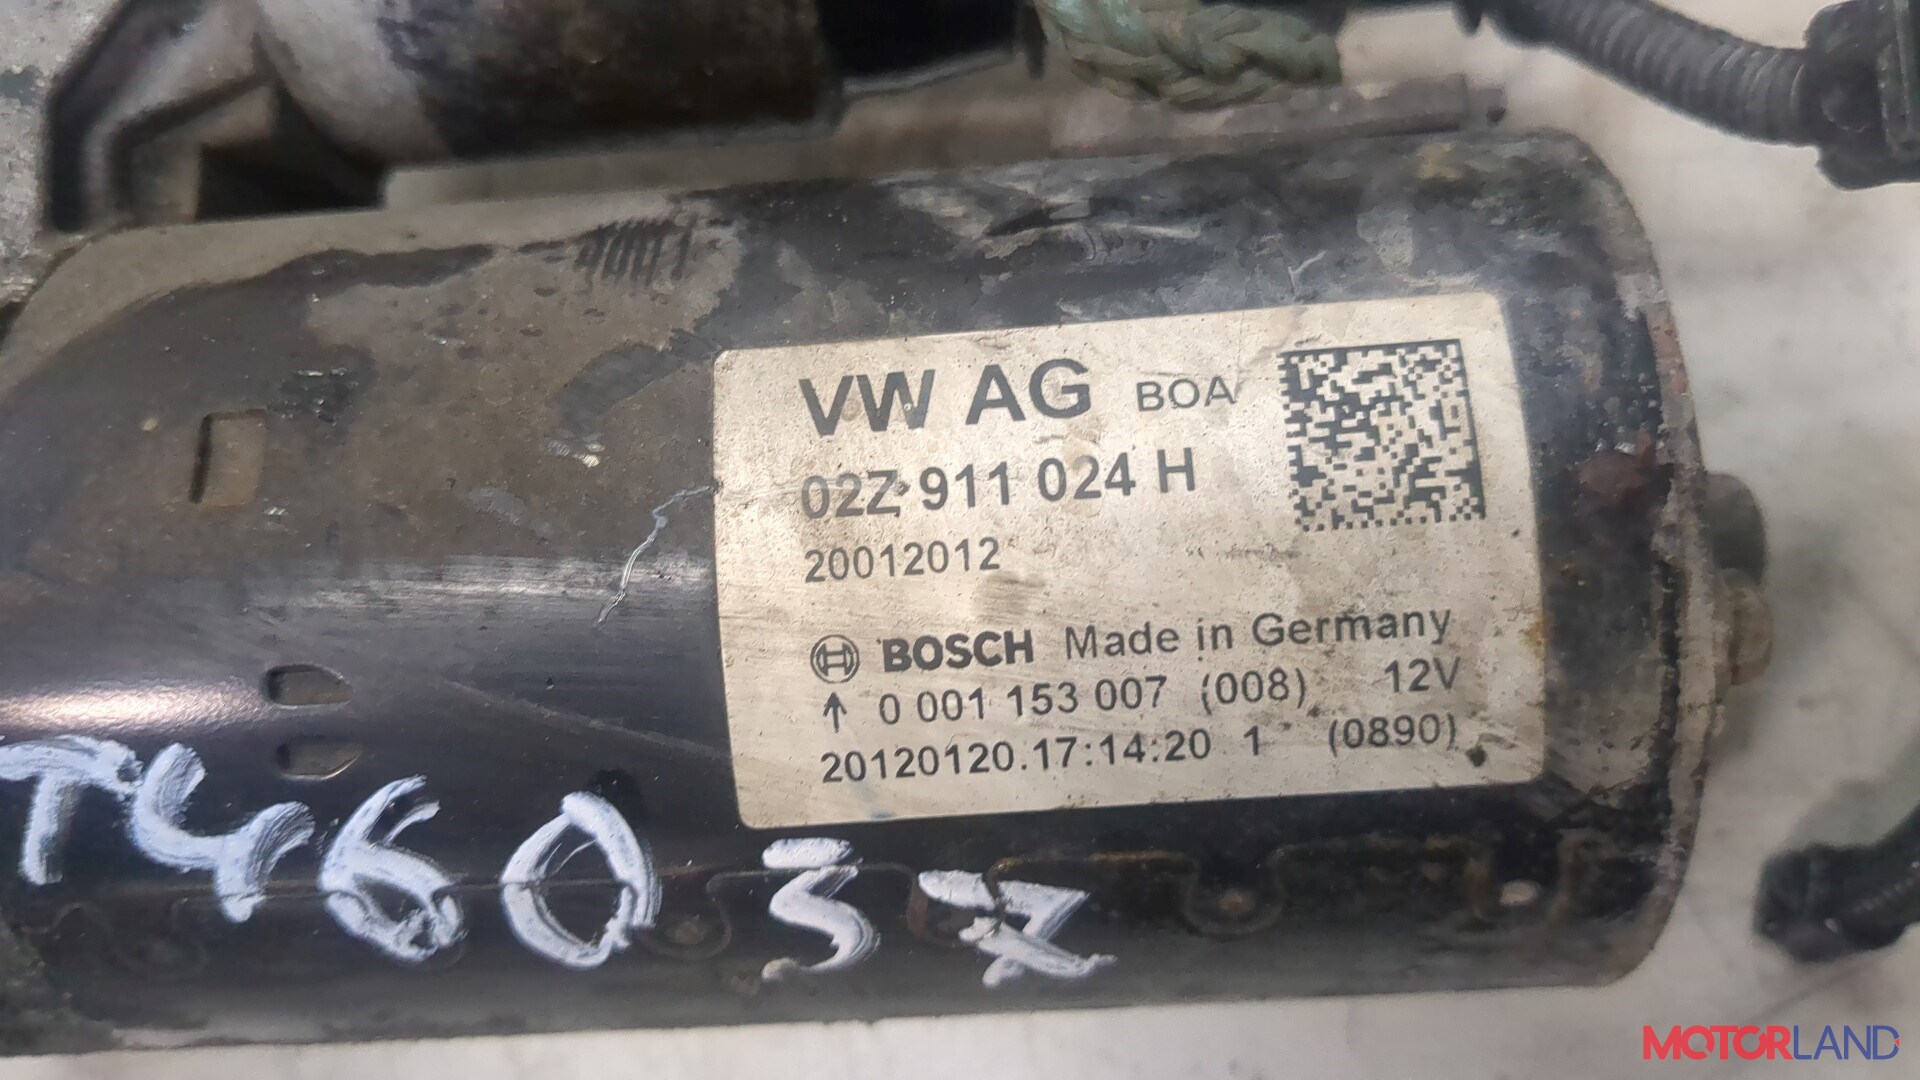 VW AG BOA
02Z 911 024 H
20012012
BOSCH Made in Germany
↑ 0 001 153 007 (008) 12V
20120120.17:14:20 1 (0890)
T46037
MOTORLAND